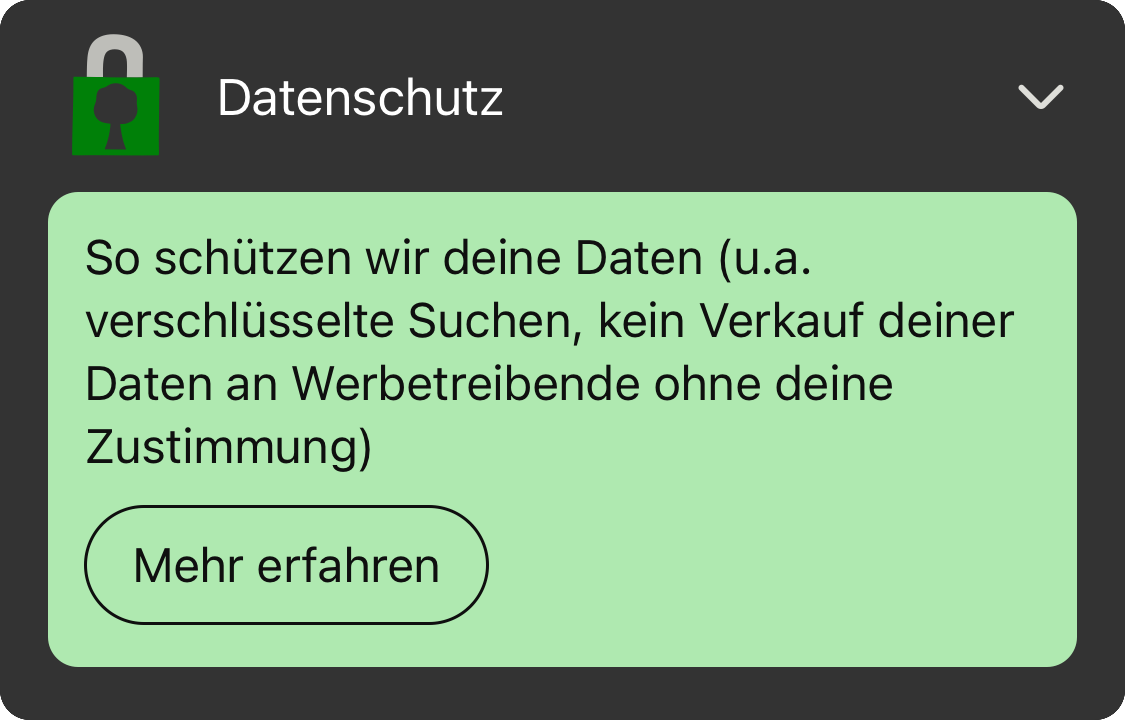 Datenschutz
So schützen wir deine Daten (u.a.
verschlüsselte Suchen, kein Verkauf deiner
Daten an Werbetreibende ohne deine
Zustimmung)
Mehr erfahren